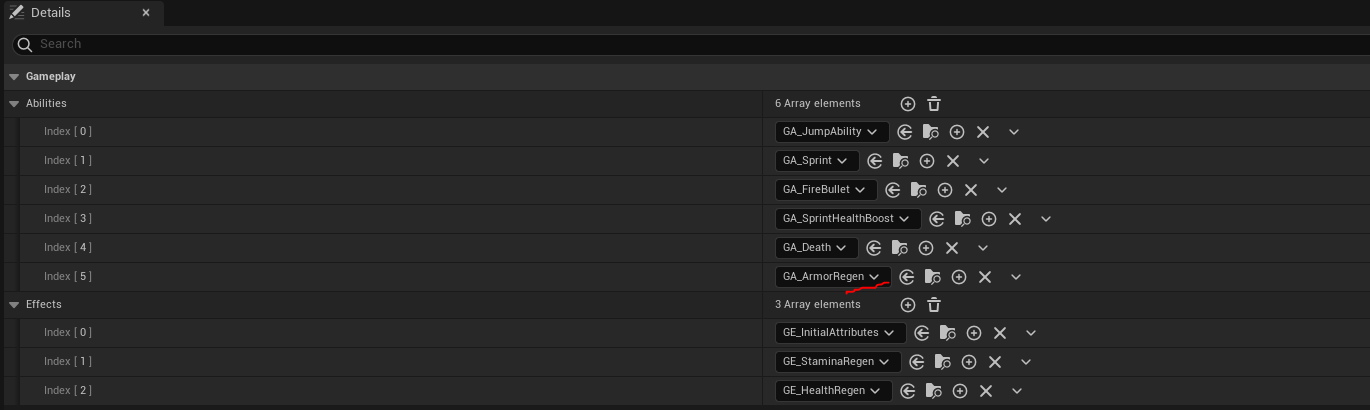 Details
Search
Gameplay
Abilities 6 Array elements
Index [ 0 ] GA_JumpAbility
Index [ 1 ] GA_Sprint
Index [ 2 ] GA_FireBullet
Index [ 3 ] GA_SprintHealthBoost
Index [ 4 ] GA_Death
Index [ 5 ] GA_ArmorRegen
Effects 3 Array elements
Index [ 0 ] GE_InitialAttributes
Index [ 1 ] GE_StaminaRegen
Index [ 2 ] GE_HealthRegen